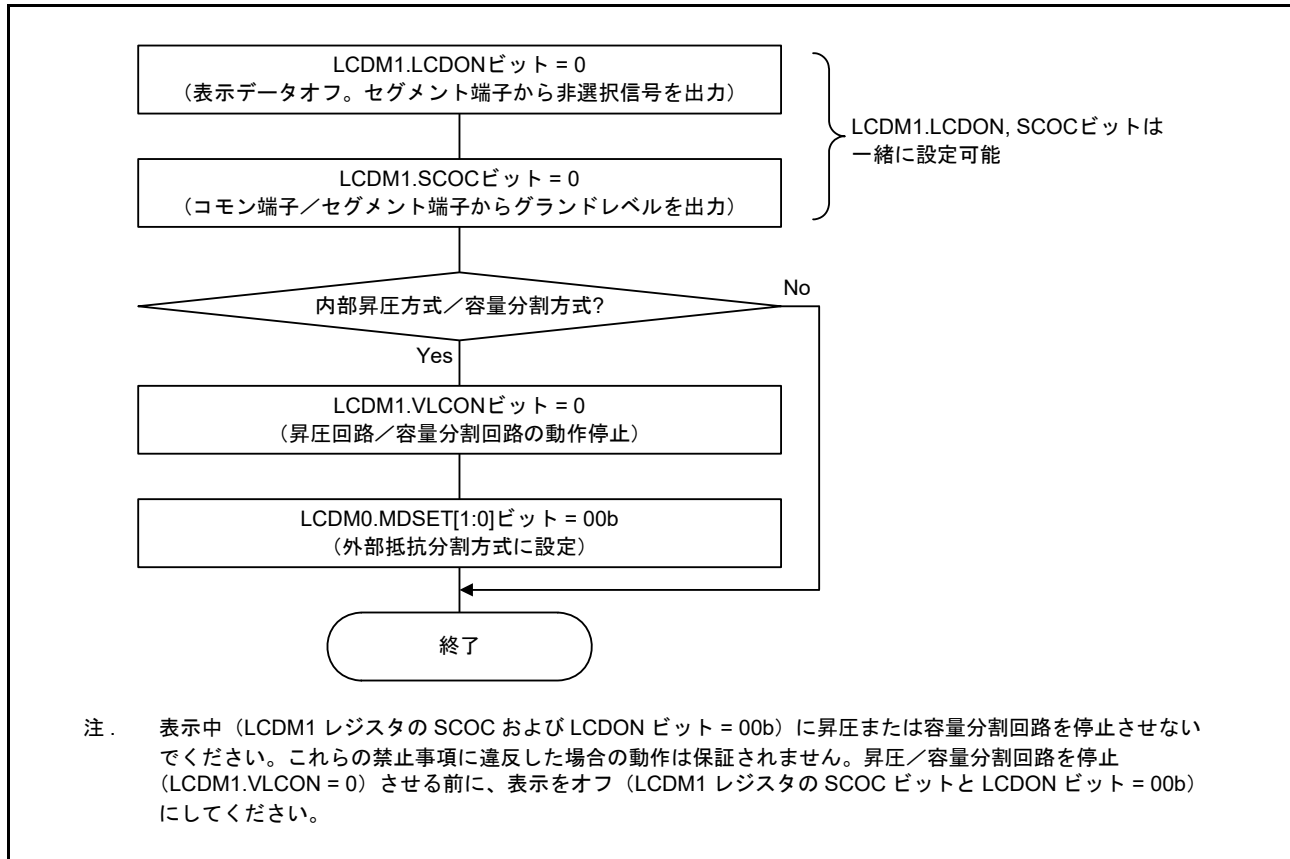 LCDM1.LCDONビット = 0
（表示データオフ。セグメント端子から非選択信号を出力）
LCDM1.LCDON, SCOCビットは
一緒に設定可能
LCDM1.SCOCビット = 0
（コモン端子／セグメント端子からグランドレベルを出力）
内部昇圧方式／容量分割方式?
No
Yes
LCDM1.VLCONビット = 0
（昇圧回路／容量分割回路の動作停止）
LCDM0.MDSET[1:0]ビット = 00b
（外部抵抗分割方式に設定）
終了
注 . 表示中（LCDM1 レジスタの SCOC および LCDON ビット = 00b）に昇圧または容量分割回路を停止させない
でください。これらの禁止事項に違反した場合の動作は保証されません。昇圧／容量分割回路を停止
（LCDM1.VLCON = 0）させる前に、表示をオフ（LCDM1 レジスタの SCOC ビットと LCDON ビット = 00b）
にしてください。